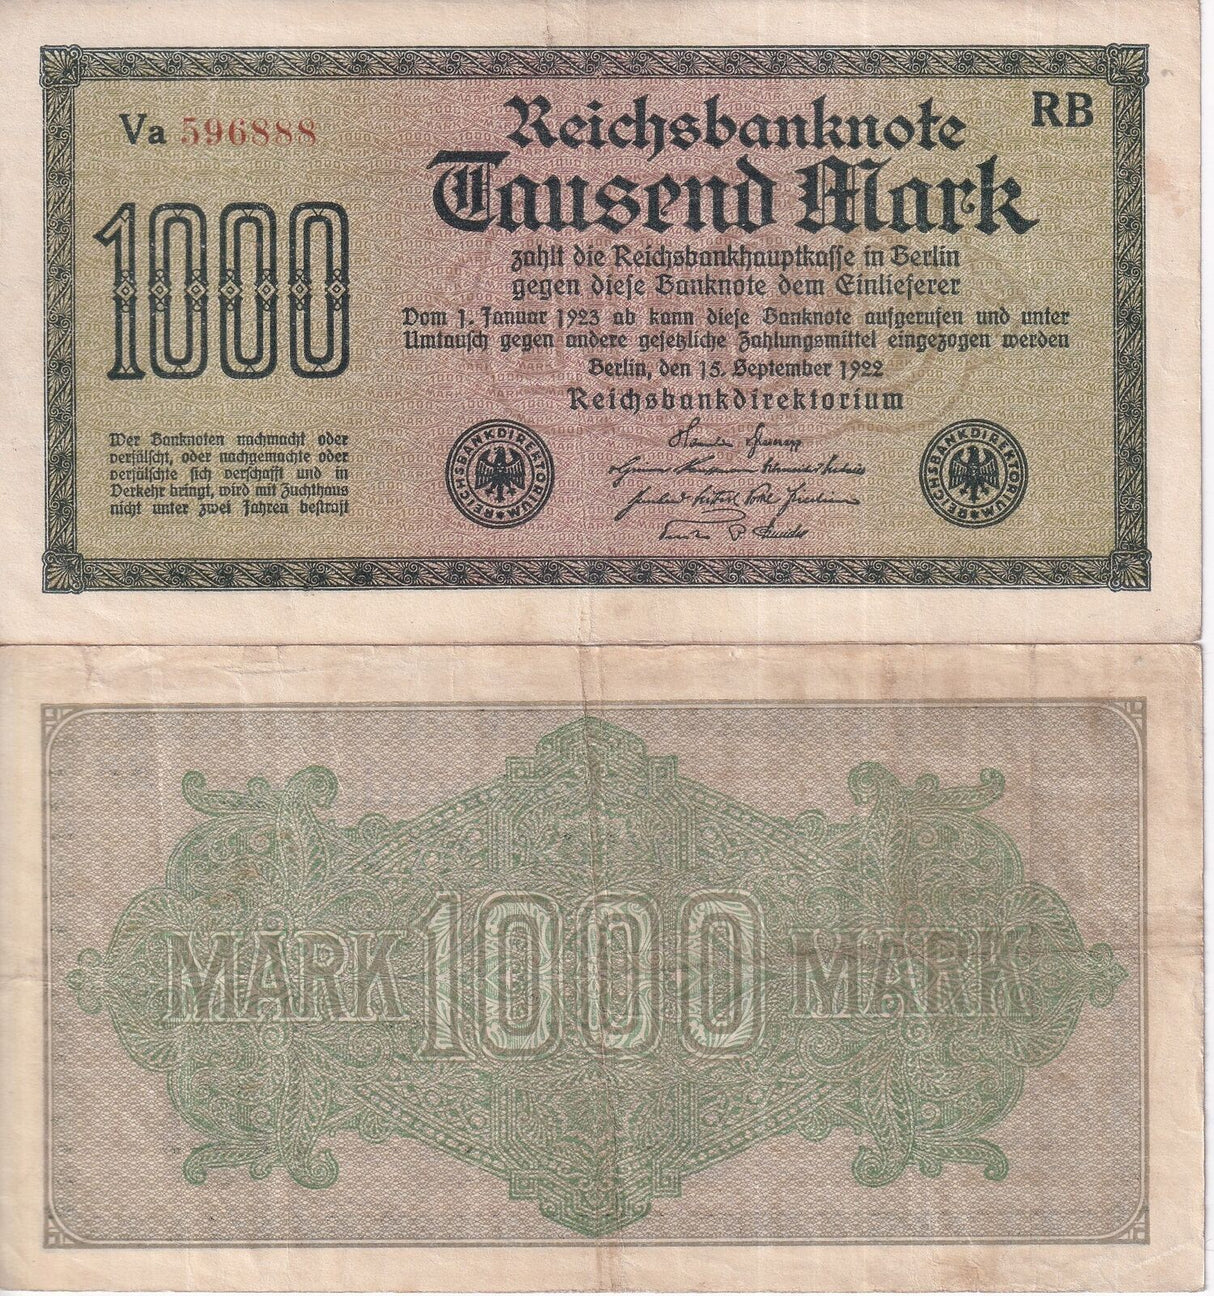 Va 596888
RB
Reichsbanknote
Tausend Mark
zahlt die Reichsbankhauptkasse in Berlin
gegen diese Banknote dem Einlieferer
Vom 1. Januar 1923 ab kann diese Banknote aufgerufen und unter
Umtausch gegen andere gesetzliche Zahlungsmittel eingezogen werden
Berlin, den 15. September 1922
Reichsbankdirektorium
1000
Wer Banknoten nachmacht oder
verfälscht, oder nachgemachte oder
verfälschte sich verschafft und in
Verkehr bringt, wird mit Zuchthaus
nicht unter zwei Jahren bestraft
REICHSBANKDIREKTORIUM
REICHSBANKDIREKTORIUM
MARK 1000 MARK